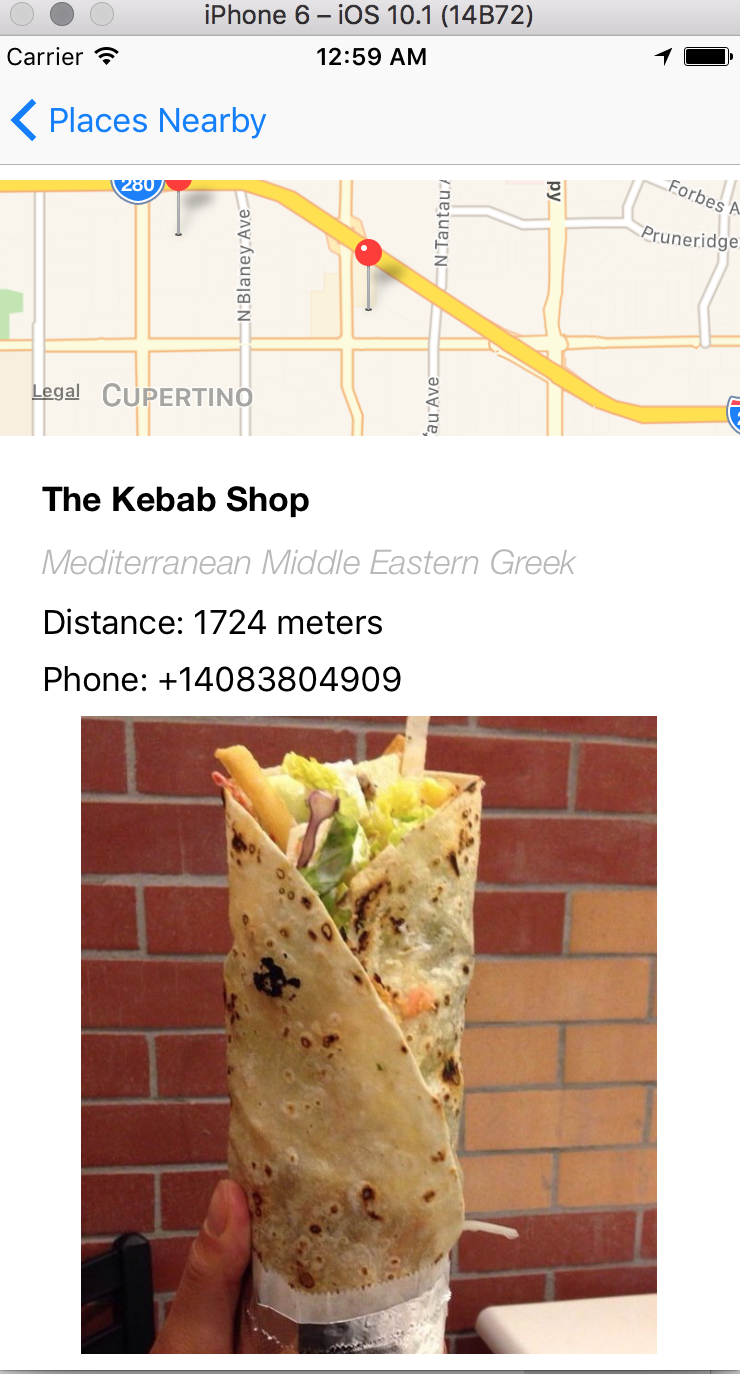 iPhone 6 – iOS 10.1 (14B72)
Carrier 12:59 AM
Places Nearby
280
N Blaney Ave
N Tantau
py
Forbes A
Pruneridge
Legal
CUPERTINO
au Ave
The Kebab Shop
Mediterranean Middle Eastern Greek
Distance: 1724 meters
Phone: +14083804909